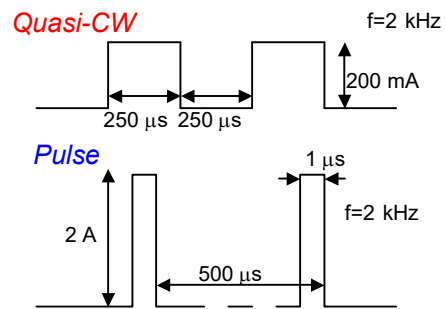 Quasi-CW
f=2 kHz
200 mA
250 μs 250 μs
Pulse
1 μs
2 A
f=2 kHz
500 μs